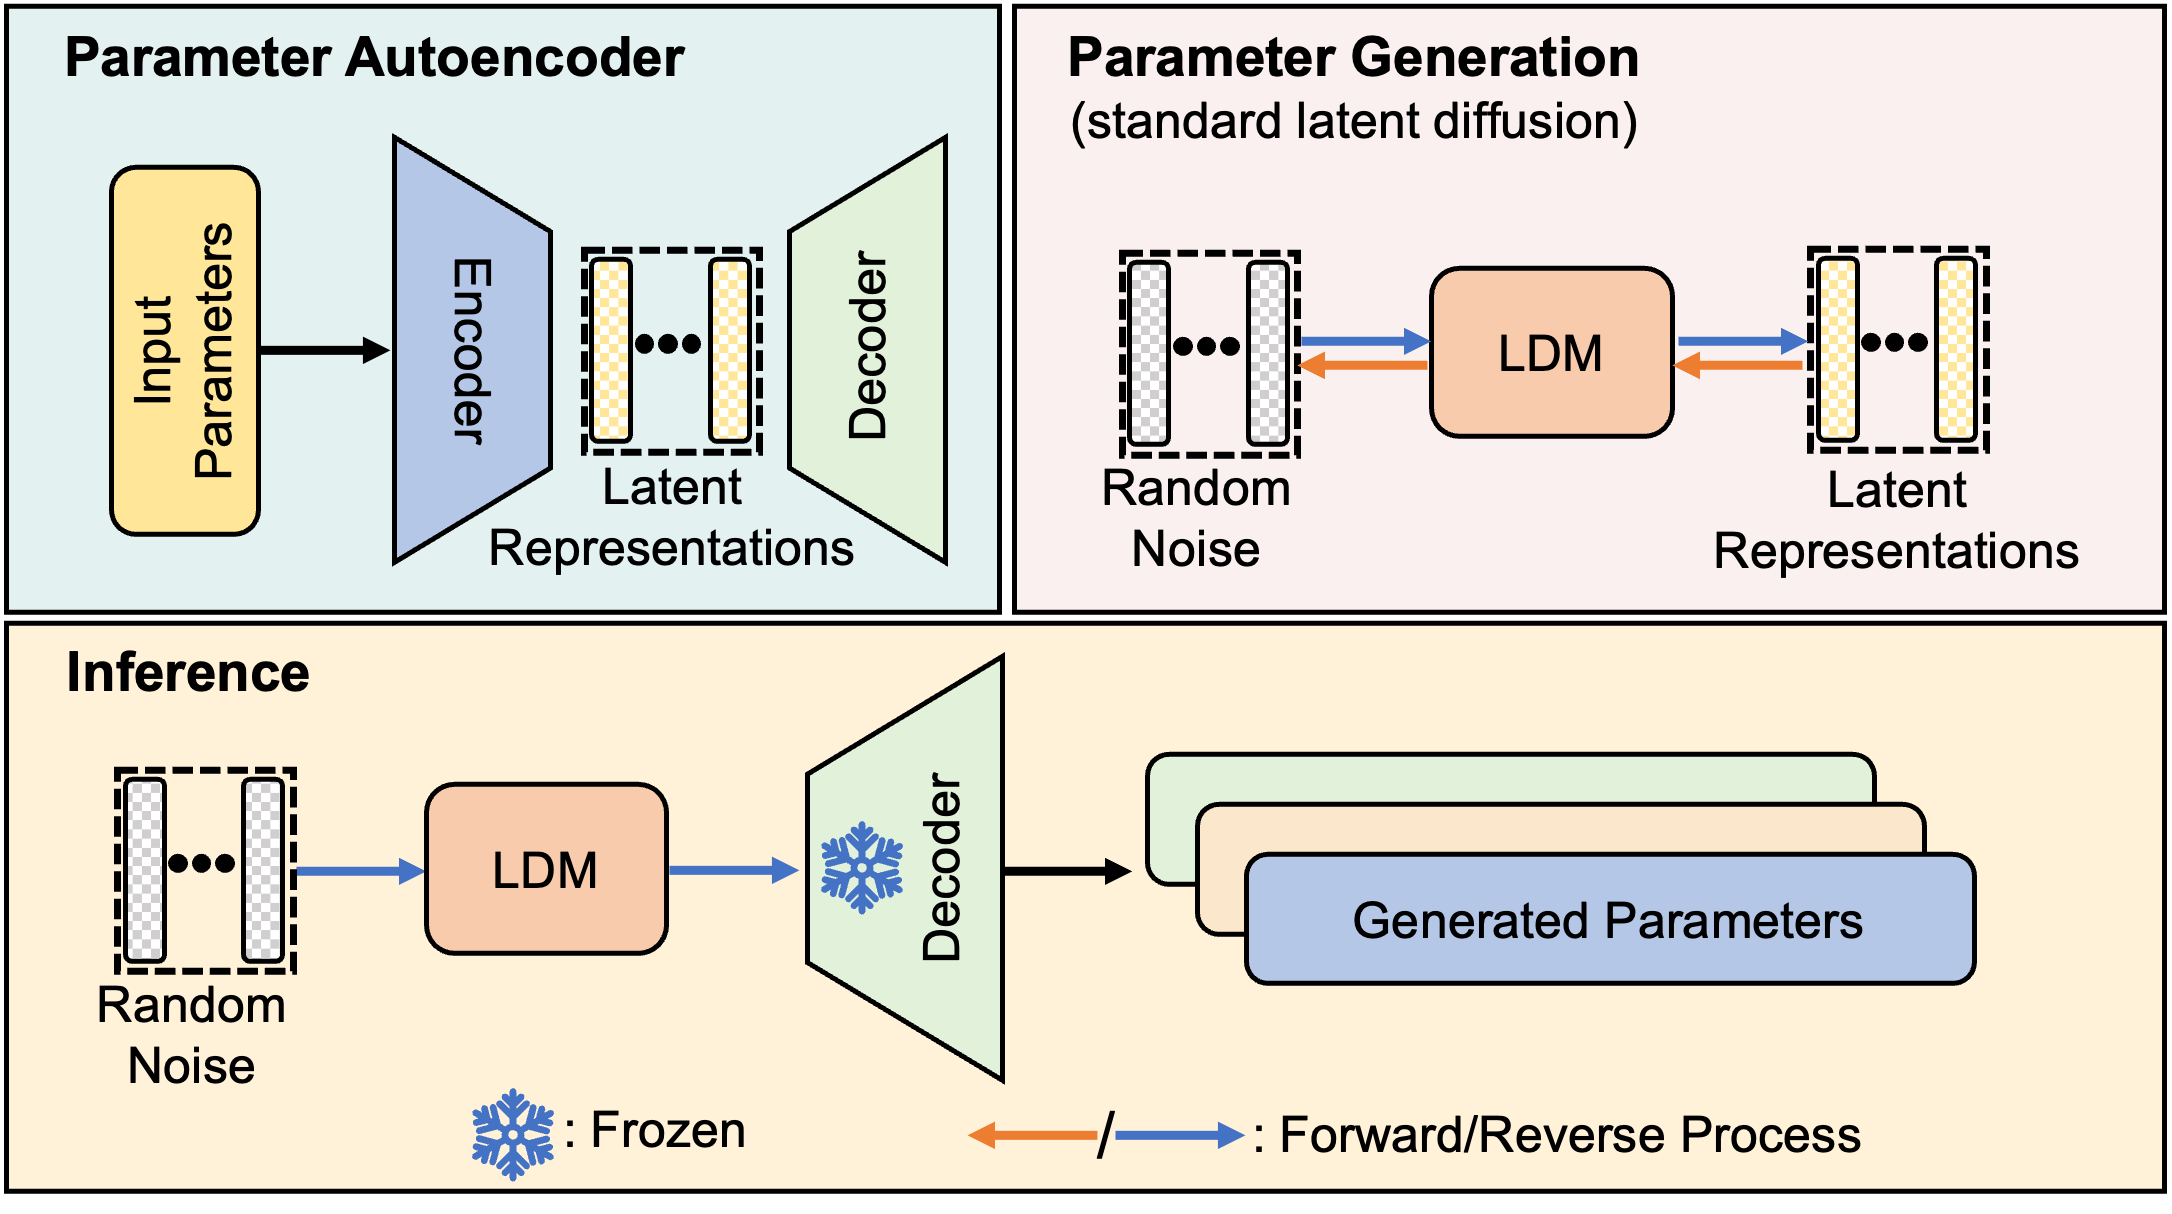 Parameter Autoencoder
Input
Parameters
Encoder
Latent
Representations
Decoder
Parameter Generation
(standard latent diffusion)
Random
Noise
LDM
Latent
Representations
Inference
Random
Noise
LDM
Decoder
Generated Parameters
: Frozen
/ : Forward/Reverse Process